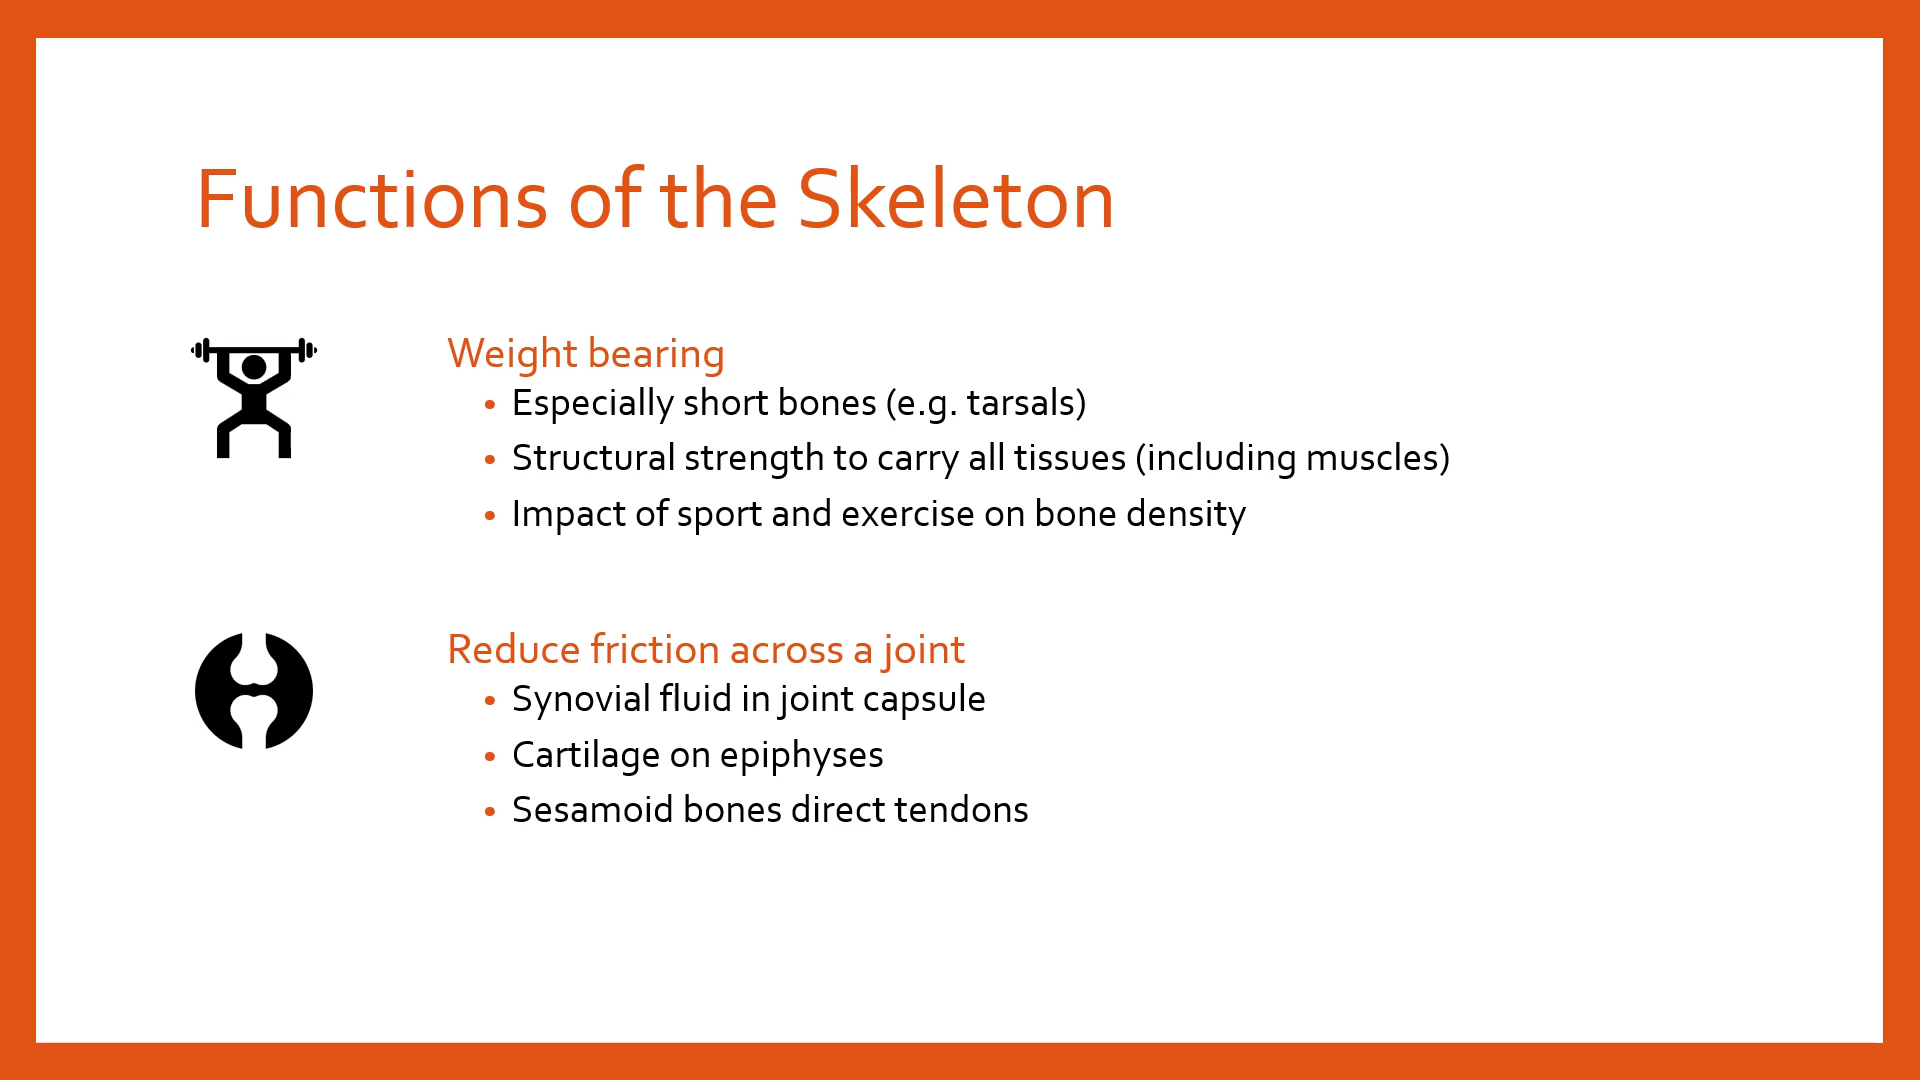 Functions of the Skeleton
Weight bearing
• Especially short bones (e.g. tarsals)
• Structural strength to carry all tissues (including muscles)
• Impact of sport and exercise on bone density
Reduce friction across a joint
• Synovial fluid in joint capsule
• Cartilage on epiphyses
• Sesamoid bones direct tendons